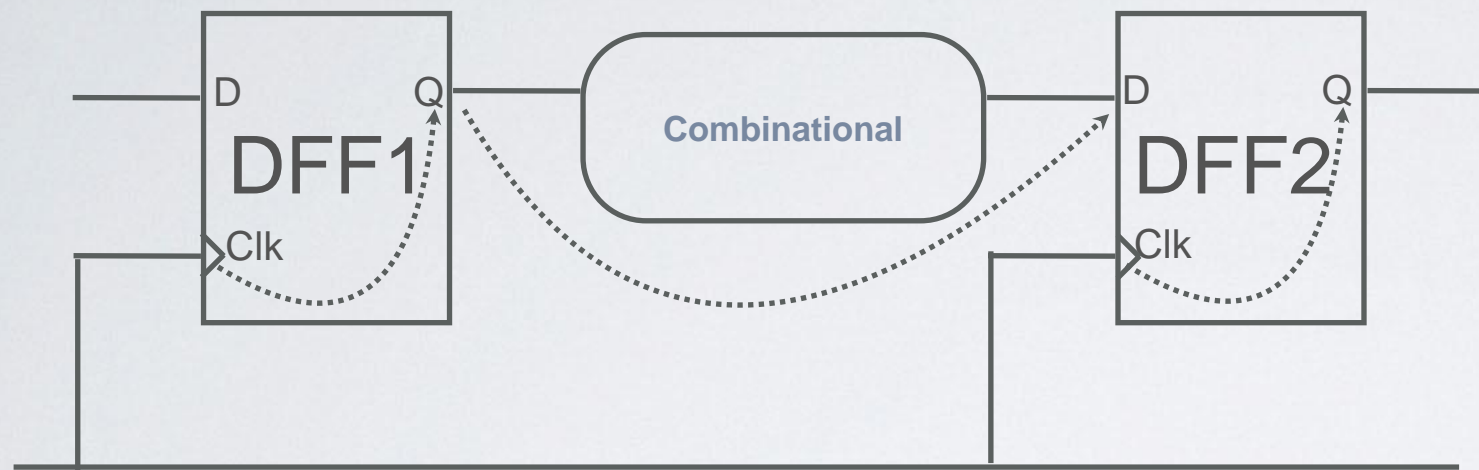 D
Q
DFF1
Clk
Combinational
D
Q
DFF2
Clk